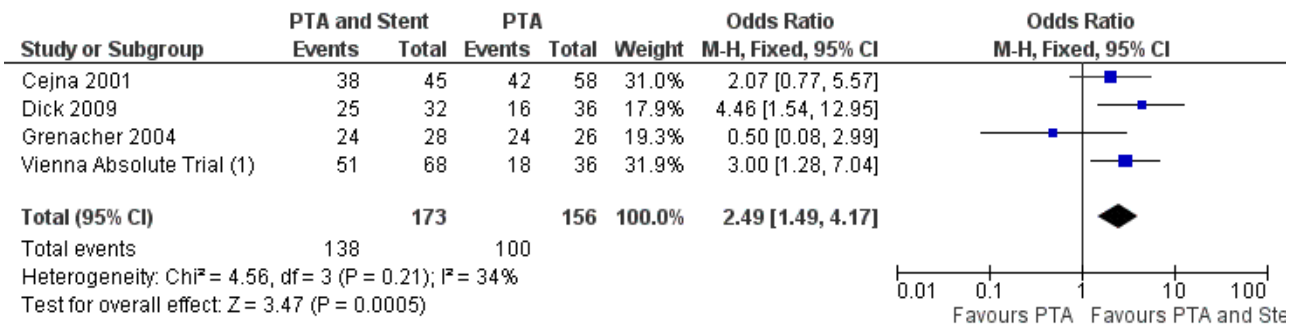 PTA and Stent PTA Odds Ratio Odds Ratio
Study or Subgroup Events Total Events Total Weight M-H, Fixed, 95% CI M-H, Fixed, 95% CI
Cejna 2001 38 45 42 58 31.0% 2.07 [0.77, 5.57]
Dick 2009 25 32 16 36 17.9% 4.46 [1.54, 12.95]
Grenacher 2004 24 28 24 26 19.3% 0.50 [0.08, 2.99]
Vienna Absolute Trial (1) 51 68 18 36 31.9% 3.00 [1.28, 7.04]
Total (95% CI) 173 156 100.0% 2.49 [1.49, 4.17]
Total events 138 100
Heterogeneity: Chi² = 4.56, df = 3 (P = 0.21); I² = 34%
Test for overall effect: Z = 3.47 (P = 0.0005)
0.01 0.1 1 10 100
Favours PTA Favours PTA and Ste